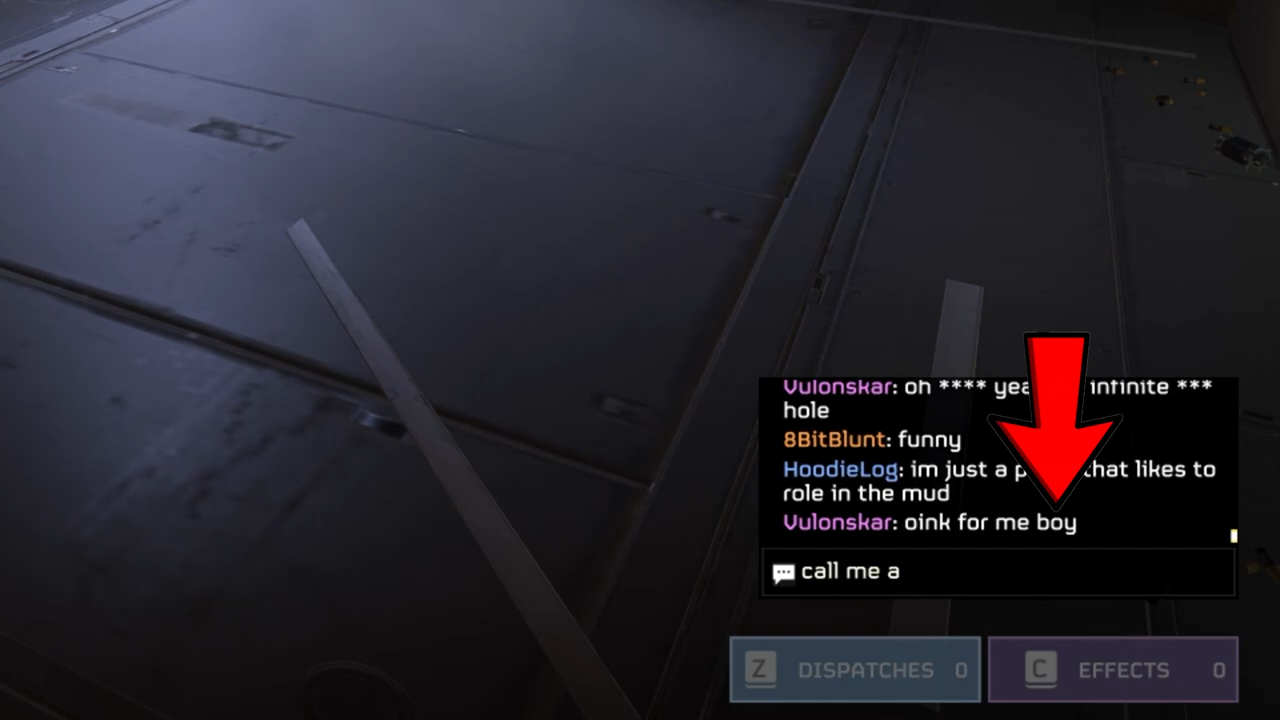 Vulonskar: oh **** yea infinite ***
hole
8BitBlunt: funny
HoodieLog: im just a that likes to
role in the mud
Vulonskar: oink for me boy
call me a
Z DISPATCHES 0 C EFFECTS 0